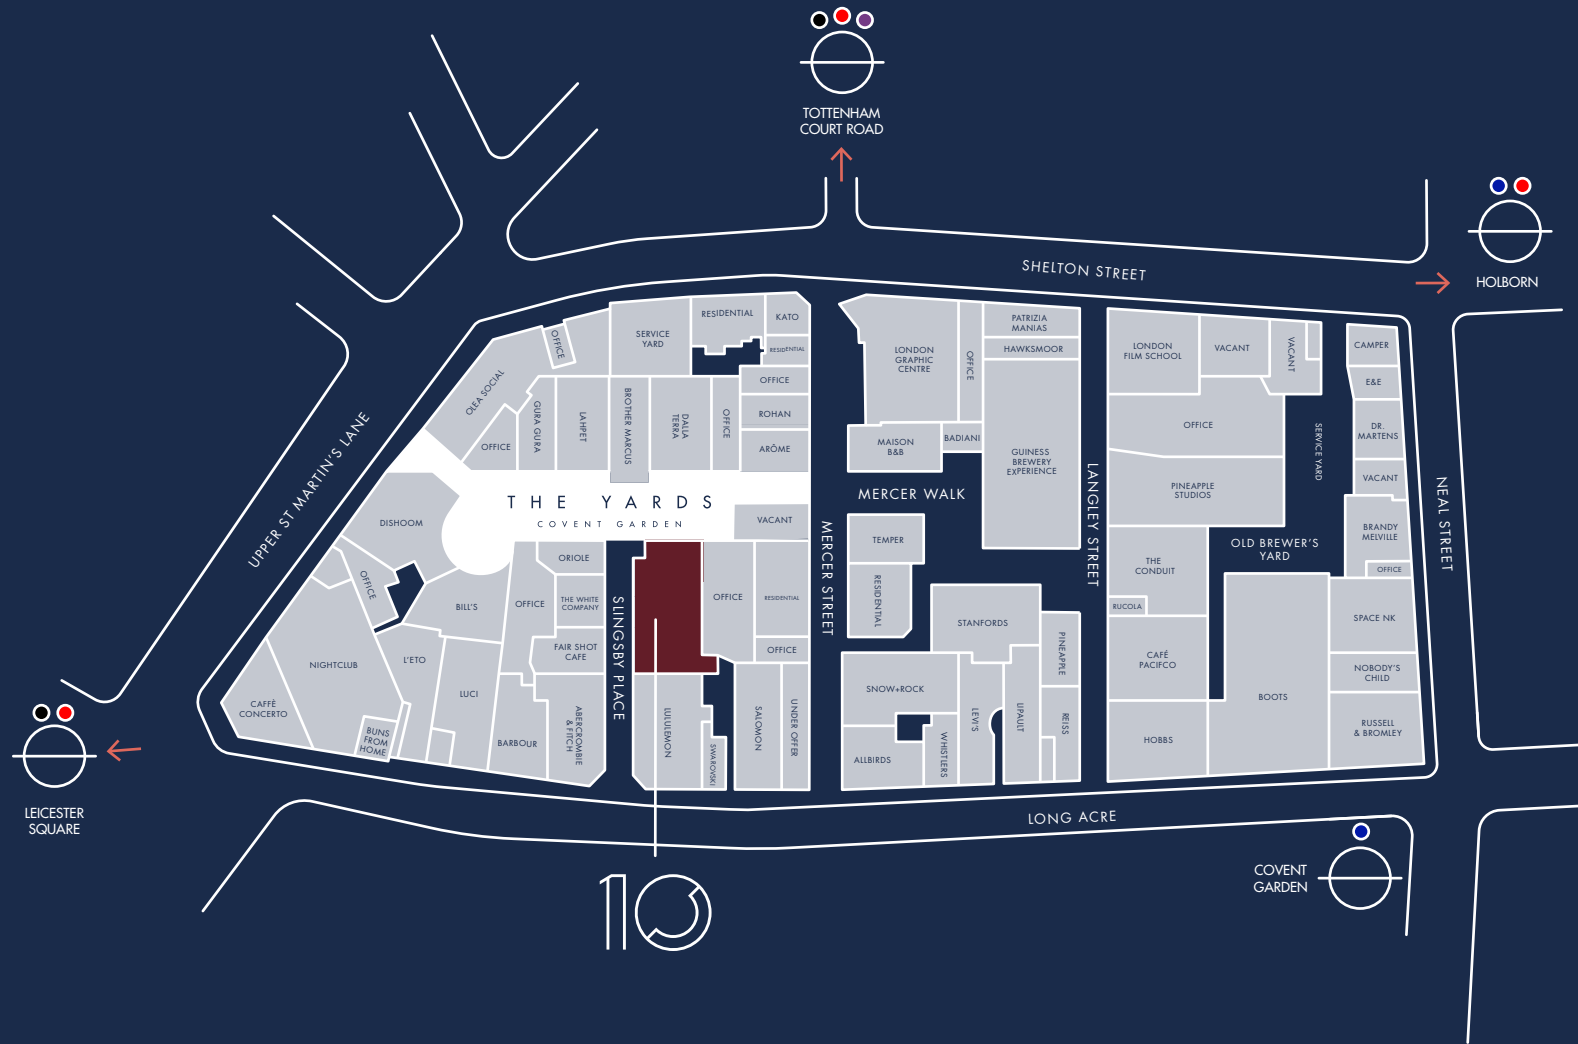 TOTTENHAM
COURT ROAD
HOLBORN
SHELTON STREET
UPPER ST MARTIN'S LANE
OLEA SOCIAL
OFFICE
SERVICE
YARD
RESIDENTIAL
KATO
RESIDENTIAL
OFFICE
ROHAN
ARÔME
OFFICE
GURA GURA
LAHPET
BROTHER MARCUS
DALLA
TERRA
OFFICE
THE YARDS
COVENT GARDEN
VACANT
DISHOOM
OFFICE
BILL'S
OFFICE
ORIOLE
THE WHITE
COMPANY
FAIR SHOT
CAFE
NIGHTCLUB
CAFFÈ
CONCERTO
L'ETO
BUNS
FROM
HOME
LUCI
BARBOUR
ABERCROMBIE
& FITCH
SLINGSBY PLACE
OFFICE
RESIDENTIAL
OFFICE
LULULEMON
SWAROVSKI
SALOMON
UNDER OFFER
MERCER STREET
LONDON
GRAPHIC
CENTRE
OFFICE
PATRIZIA
MANIAS
HAWKSMOOR
GUINESS
BREWERY
EXPERIENCE
MAISON
B&B
BADIANI
MERCER WALK
TEMPER
RESIDENTIAL
STANFORDS
PINEAPPLE
SNOW+ROCK
ALLBIRDS
WHISTLERS
LEVI'S
LIPAULT
REISS
LANGLEY STREET
LONDON
FILM SCHOOL
VACANT
VACANT
OFFICE
PINEAPPLE
STUDIOS
SERVICE YARD
CAMPER
E&E
DR.
MARTENS
VACANT
BRANDY
MELVILLE
OFFICE
OLD BREWER'S
YARD
THE
CONDUIT
RUCOLA
CAFÉ
PACIFCO
HOBBS
BOOTS
SPACE NK
NOBODY'S
CHILD
RUSSELL
& BROMLEY
NEAL STREET
LONG ACRE
LEICESTER
SQUARE
COVENT
GARDEN
10